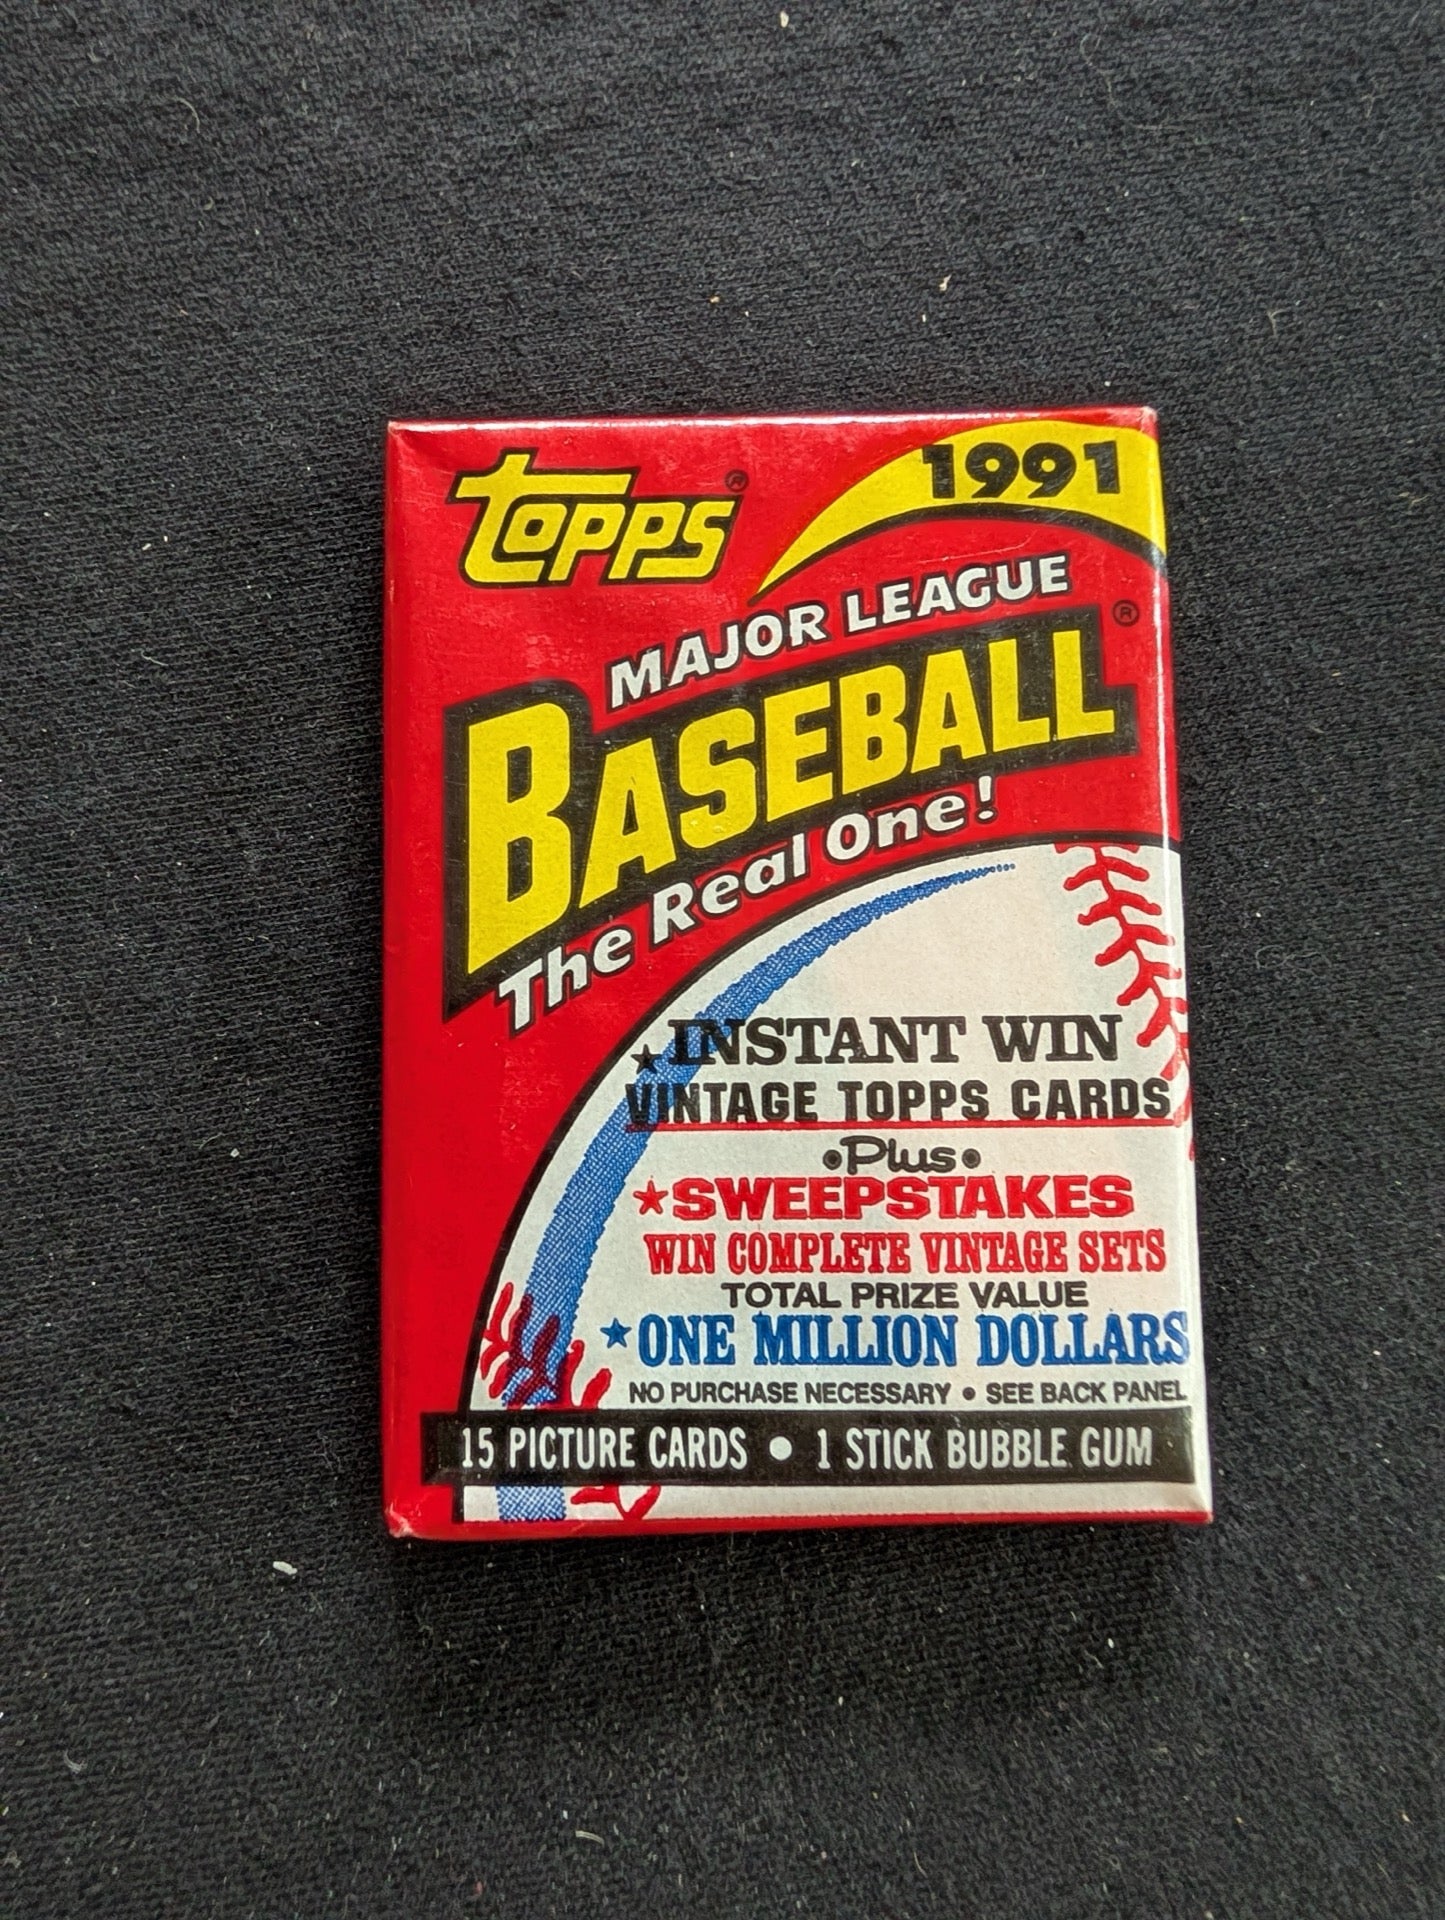 Topps®
1991
MAJOR LEAGUE
BASEBALL®
The Real One!
★INSTANT WIN
VINTAGE TOPPS CARDS
•Plus•
★SWEEPSTAKES
WIN COMPLETE VINTAGE SETS
TOTAL PRIZE VALUE
★ONE MILLION DOLLARS
NO PURCHASE NECESSARY • SEE BACK PANEL
15 PICTURE CARDS • 1 STICK BUBBLE GUM